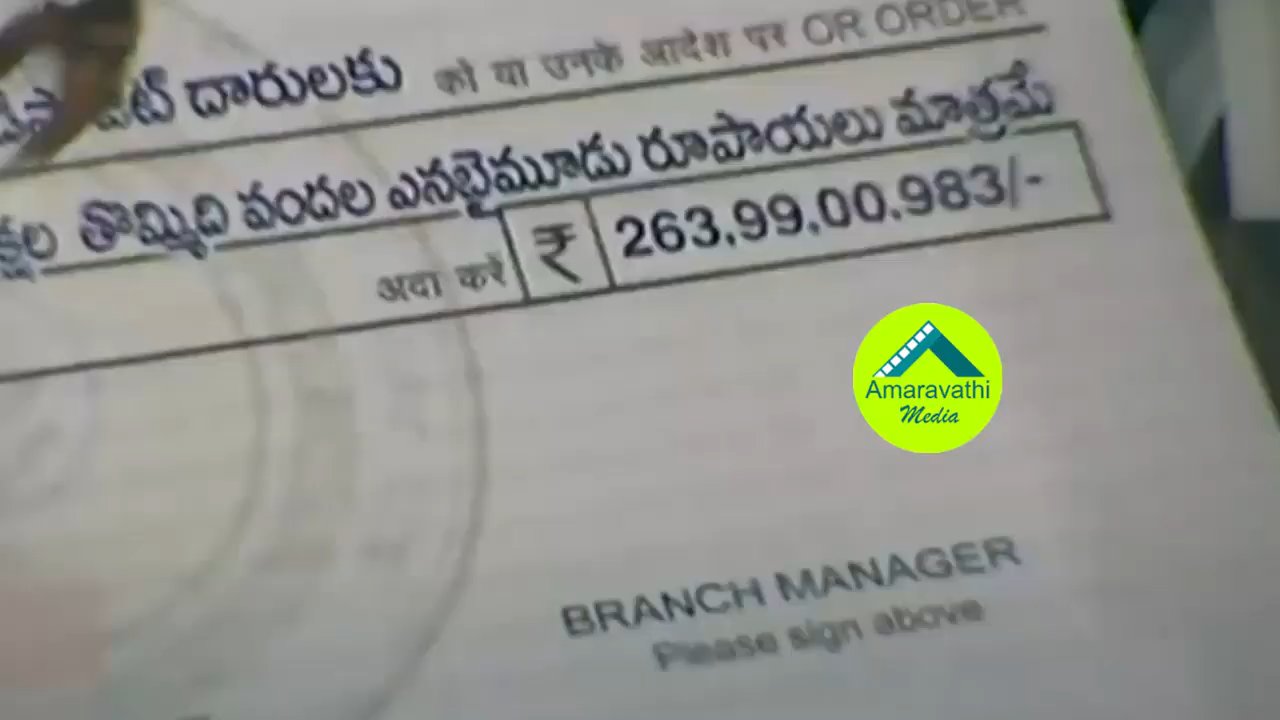 దారులకు को या उनके आदेश पर OR ORDER
తొమ్మిది వందల ఎనభైమూడు రూపాయలు మాత్రమే
अदा करें ₹ 263,99,00,983/-
Amaravathi
Media
BRANCH MANAGER
Please sign above